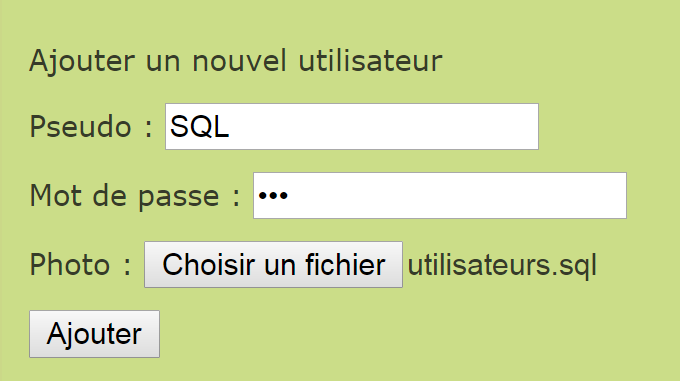 Ajouter un nouvel utilisateur
Pseudo : SQL
Mot de passe : •••
Photo : Choisir un fichier utilisateurs.sql
Ajouter